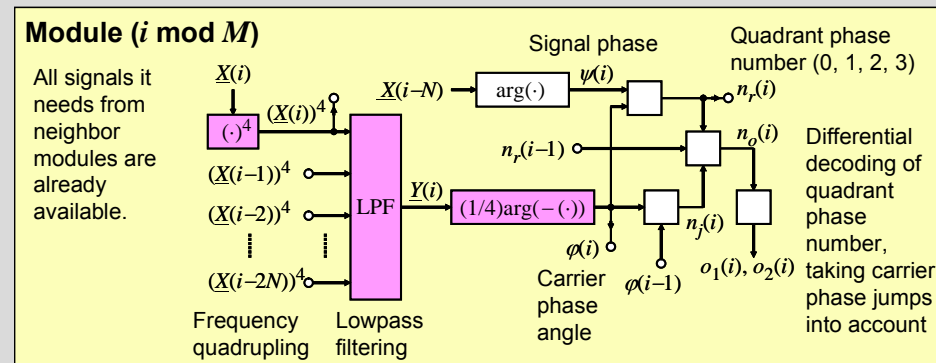 Module (i mod M)
All signals it
needs from
neighbor
modules are
already
available.
X(i)
(·)⁴
(X(i))⁴
(X(i−1))⁴
(X(i−2))⁴
(X(i−2N))⁴
Frequency
quadrupling
LPF
Lowpass
filtering
Y(i)
(1/4)arg(−(·))
X(i−N)
arg(·)
Signal phase
ψ(i)
n_r(i−1)
φ(i)
Carrier
phase
angle
φ(i−1)
n_j(i)
Quadrant phase
number (0, 1, 2, 3)
n_r(i)
n_o(i)
o₁(i), o₂(i)
Differential
decoding of
quadrant
phase
number,
taking carrier
phase jumps
into account